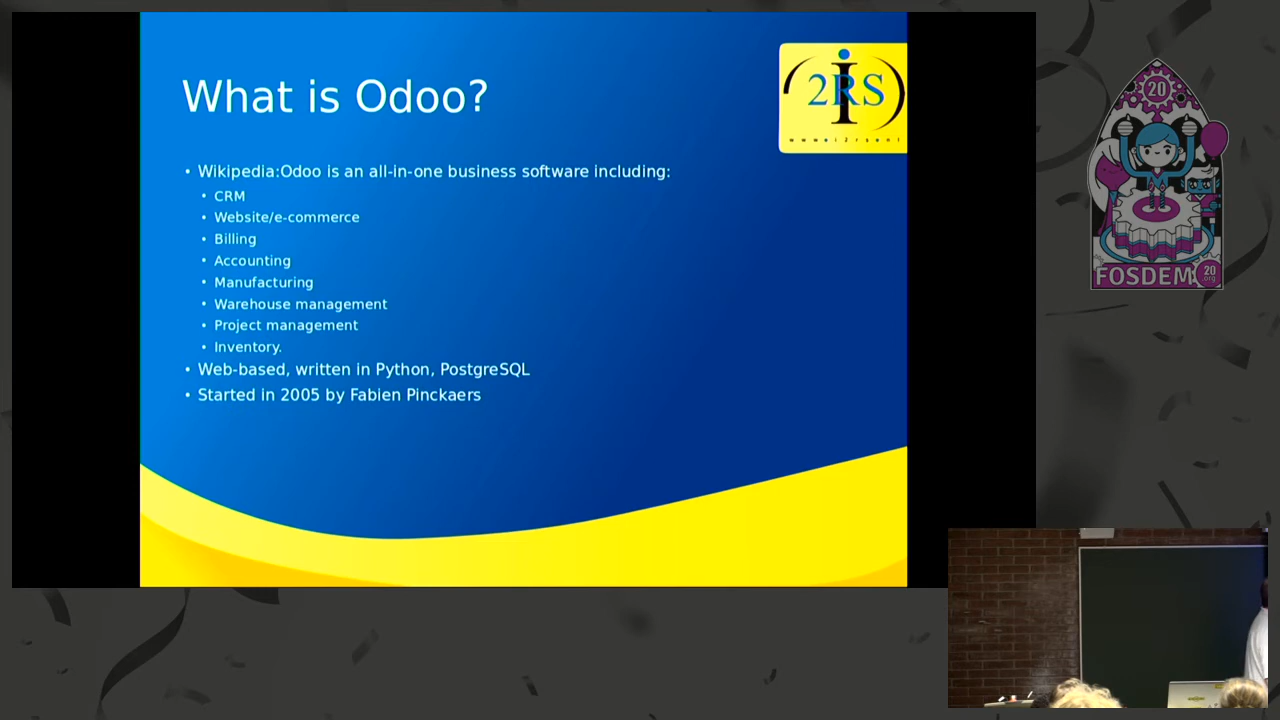 What is Odoo?
i
2RS
• Wikipedia:Odoo is an all-in-one business software including:
• CRM
• Website/e-commerce
• Billing
• Accounting
• Manufacturing
• Warehouse management
• Project management
• Inventory.
• Web-based, written in Python, PostgreSQL
• Started in 2005 by Fabien Pinckaers
20
FOSDEM
20
.org